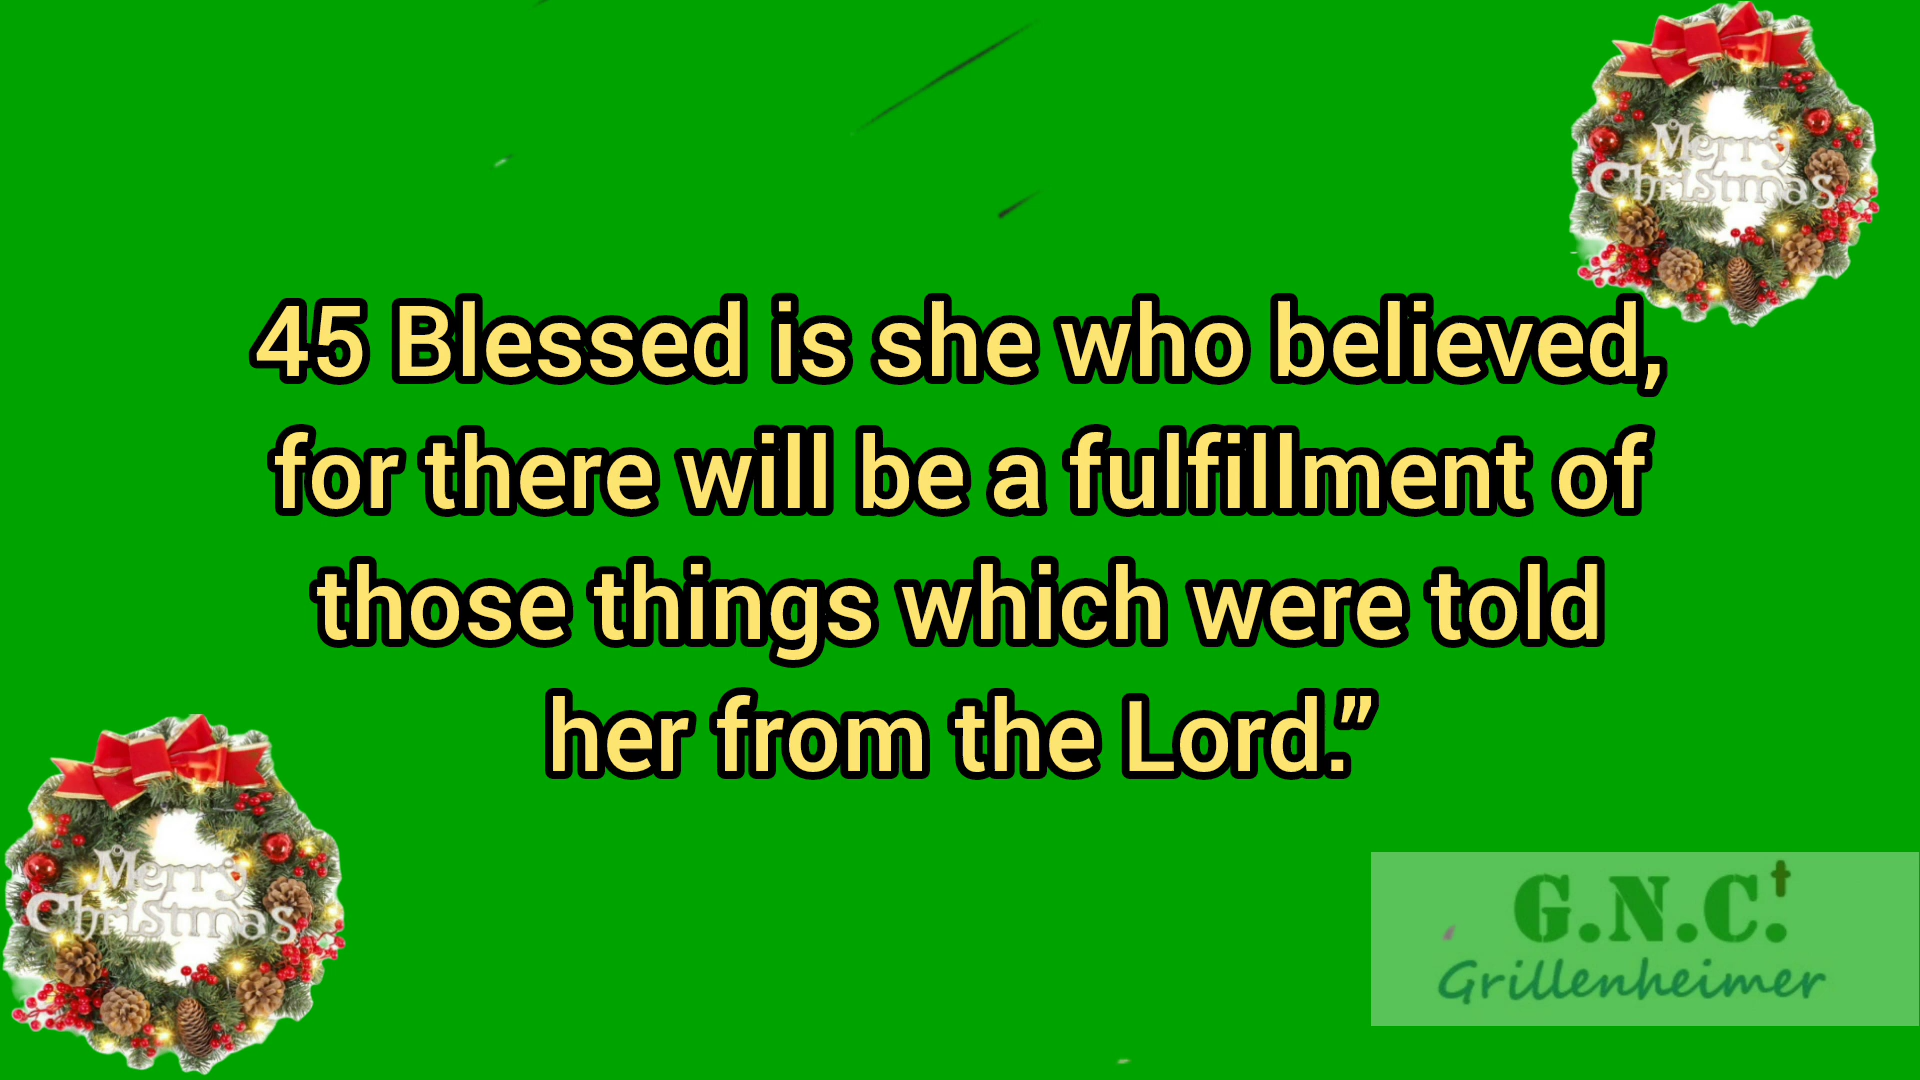 Merry
Christmas
45 Blessed is she who believed,
for there will be a fulfillment of
those things which were told
her from the Lord.”
Merry
Christmas
G.N.C.
Grillenheimer